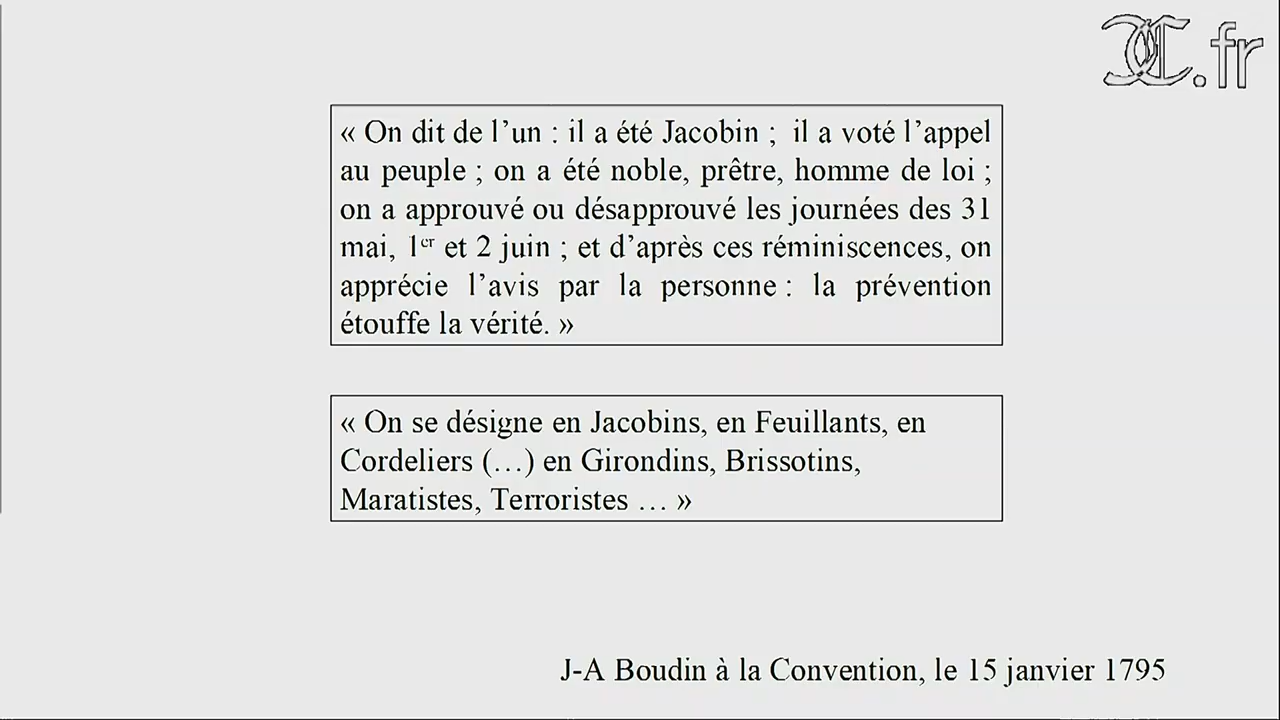 .fr
« On dit de l’un : il a été Jacobin ; il a voté l’appel
au peuple ; on a été noble, prêtre, homme de loi ;
on a approuvé ou désapprouvé les journées des 31
mai, 1er et 2 juin ; et d’après ces réminiscences, on
apprécie l’avis par la personne : la prévention
étouffe la vérité. »
« On se désigne en Jacobins, en Feuillants, en
Cordeliers (…) en Girondins, Brissotins,
Maratistes, Terroristes … »
J-A Boudin à la Convention, le 15 janvier 1795